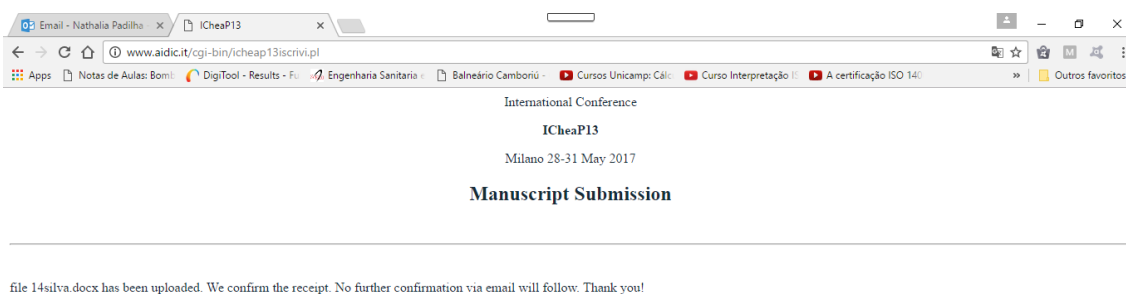 Email - Nathalia Padilha -
ICheaP13
www.aidic.it/cgi-bin/icheap13iscrivi.pl
Apps Notas de Aulas: Bomb DigiTool - Results - Fu Engenharia Sanitaria e Balneário Camboriú - Cursos Unicamp: Cálc Curso Interpretação IS A certificação ISO 140 » Outros favoritos
International Conference
ICheaP13
Milano 28-31 May 2017
Manuscript Submission
file 14silva.docx has been uploaded. We confirm the receipt. No further confirmation via email will follow. Thank you!